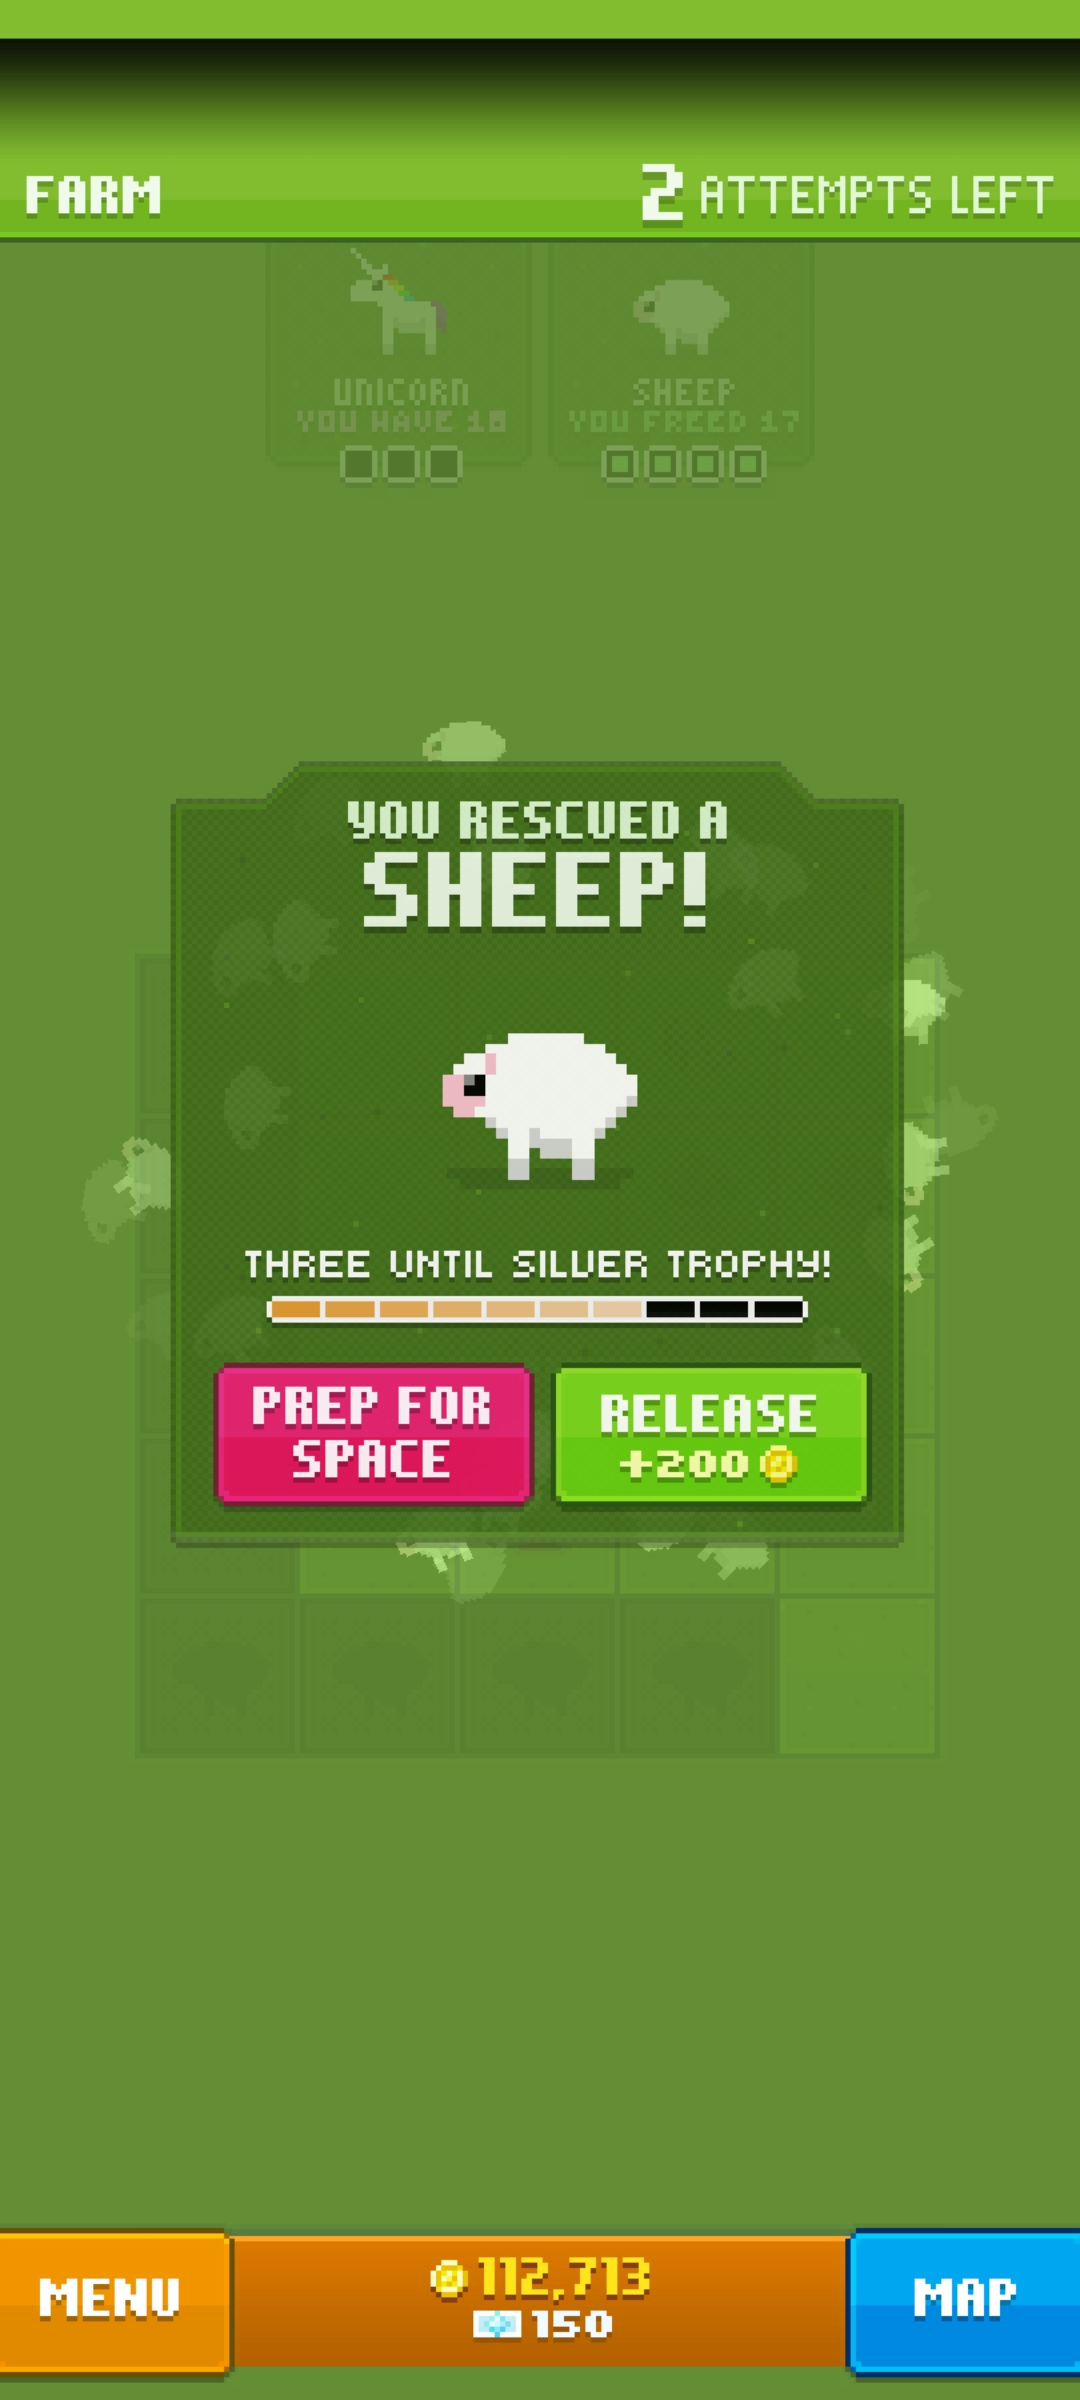 FARM
2 ATTEMPTS LEFT
UNICORN
YOU HAVE 18
SHEEP
YOU FREED 17
YOU RESCUED A
SHEEP!
THREE UNTIL SILVER TROPHY!
PREP FOR
SPACE
RELEASE
+200
MENU
112,713
150
MAP